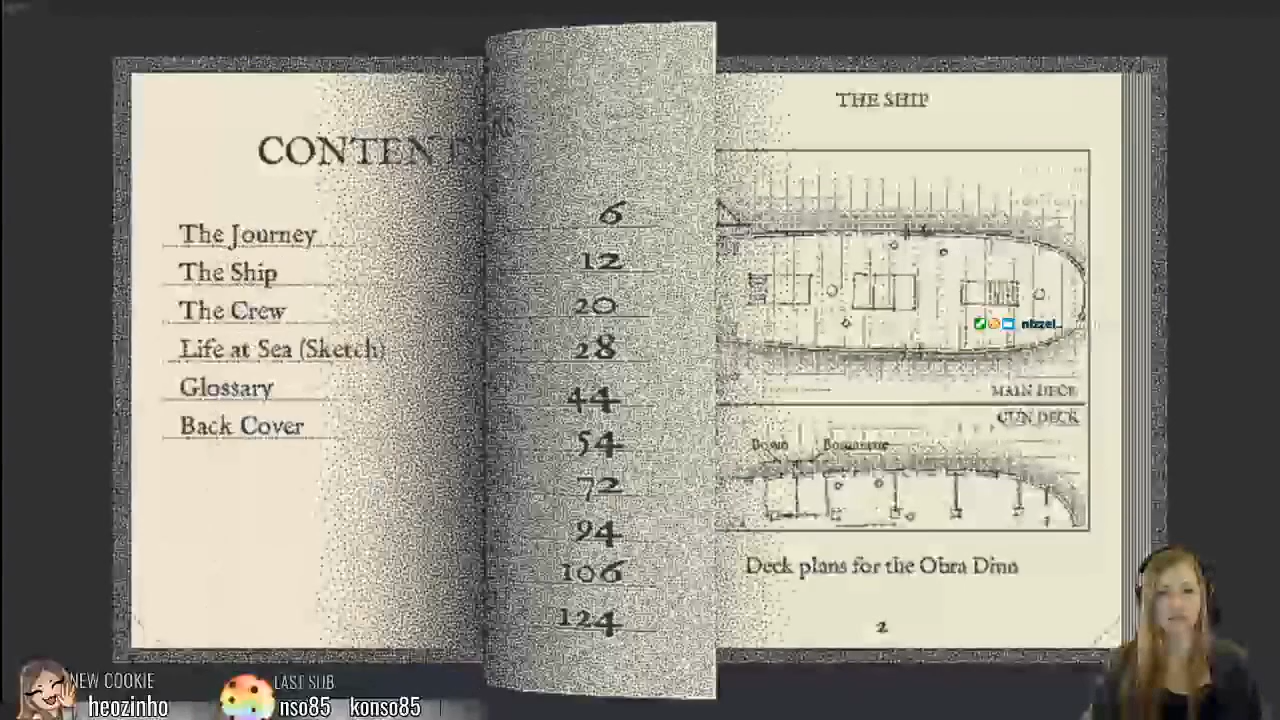 CONTENT
The Journey
The Ship
The Crew
Life at Sea (Sketch)
Glossary
Back Cover
6
12
20
28
44
54
72
94
106
124
THE SHIP
nizzel..
MAIN DECK
GUN DECK
Deck plans for the Obra Dinn
2
NEW COOKIE
heozinho
LAST SUB
nso85 konso85